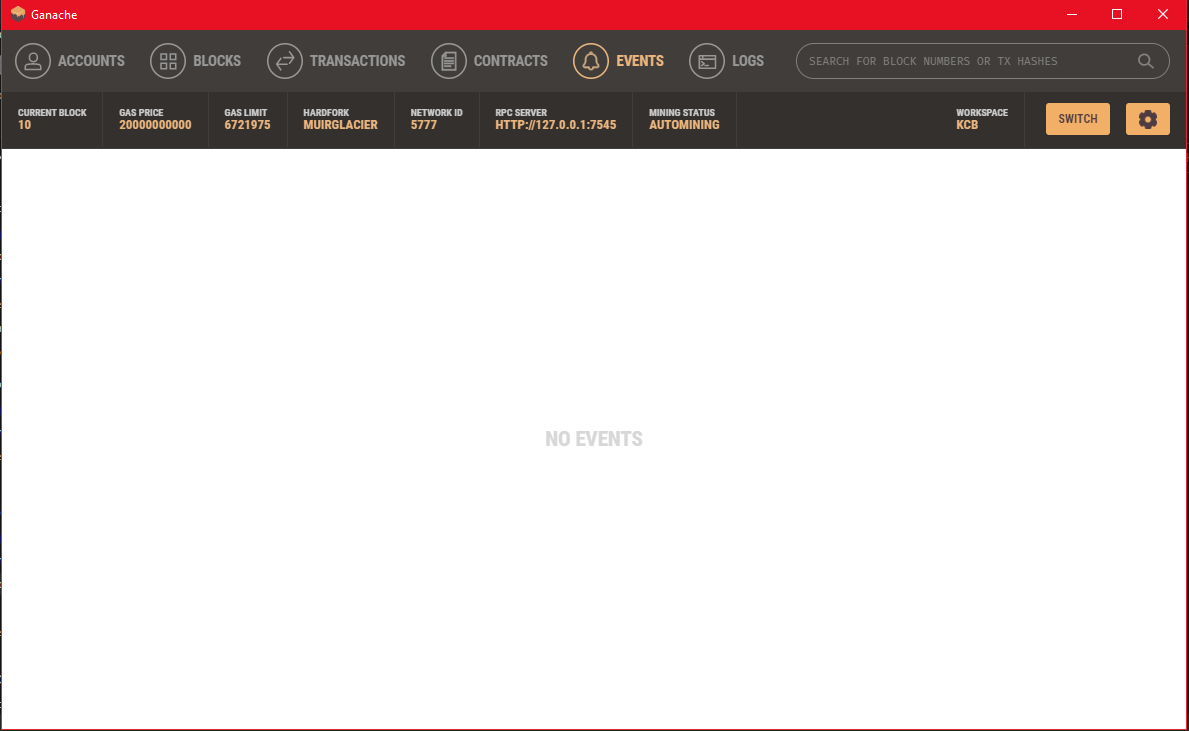 Ganache
ACCOUNTS BLOCKS TRANSACTIONS CONTRACTS EVENTS LOGS SEARCH FOR BLOCK NUMBERS OR TX HASHES
CURRENT BLOCK GAS PRICE GAS LIMIT HARDFORK NETWORK ID RPC SERVER MINING STATUS WORKSPACE
10 20000000000 6721975 MUIRGLACIER 5777 HTTP://127.0.0.1:7545 AUTOMINING KCB
SWITCH
NO EVENTS